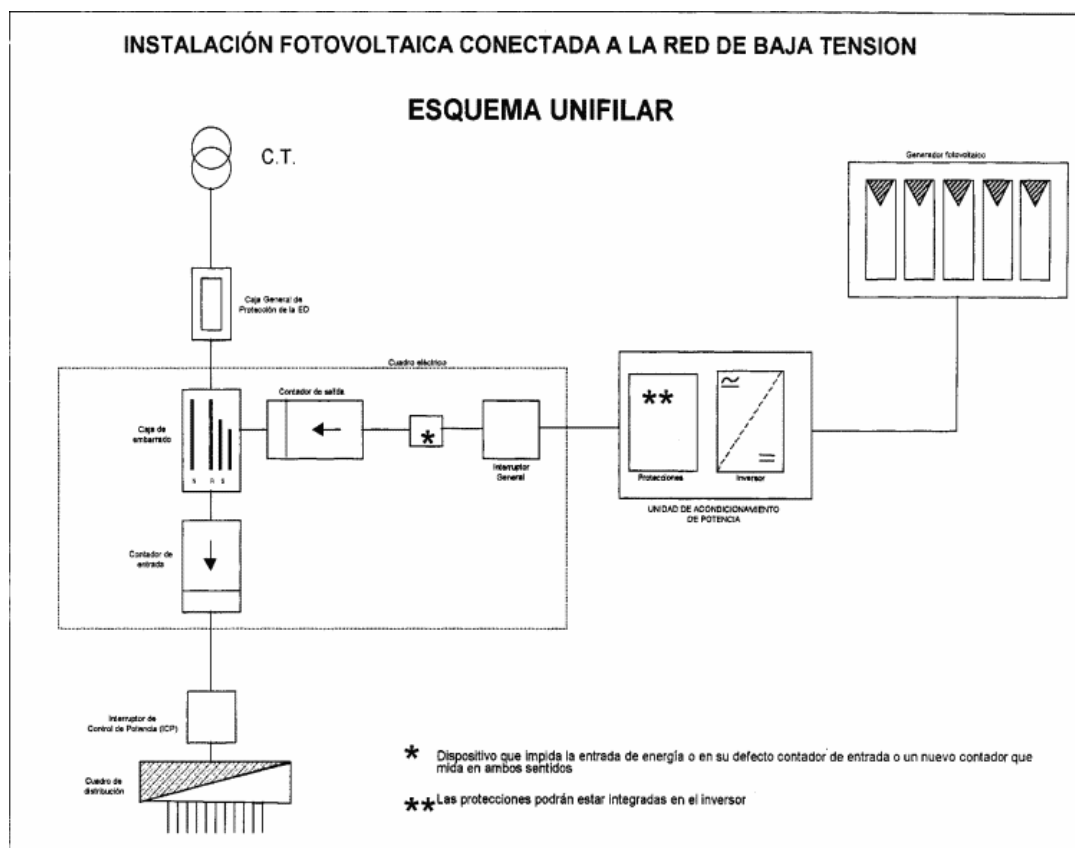 INSTALACIÓN FOTOVOLTAICA CONECTADA A LA RED DE BAJA TENSION
ESQUEMA UNIFILAR
C.T.
Generador fotovoltaico
Caja General de
Protección de la ED
Cuadro eléctrico
Contador de salida
Caja de
embarrado
*
**
N R S
Interruptor
General
Protecciones
Inversor
UNIDAD DE ACONDICIONAMIENTO
DE POTENCIA
Contador de
entrada
Interruptor de
Control de Potencia (ICP)
Cuadro de
distribución
* Dispositivo que impida la entrada de energía o en su defecto contador de entrada o un nuevo contador que
mida en ambos sentidos
** Las protecciones podrán estar integradas en el inversor